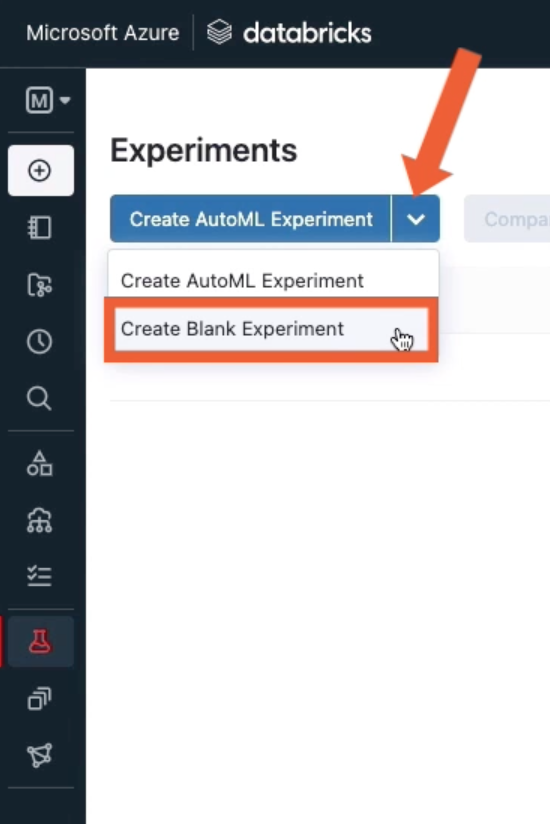 Microsoft Azure databricks
M
Experiments
Create AutoML Experiment
Create AutoML Experiment
Create Blank Experiment